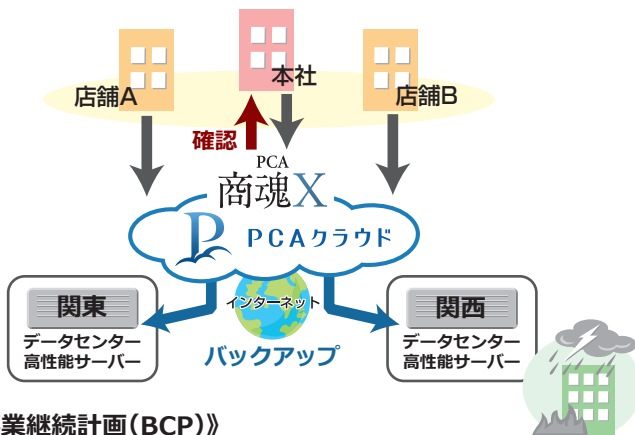 本社
店舗A
店舗B
確認
PCA
商魂X
P PCAクラウド
インターネット
バックアップ
関東
データセンター
高性能サーバー
関西
データセンター
高性能サーバー
業継続計画(BCP)》